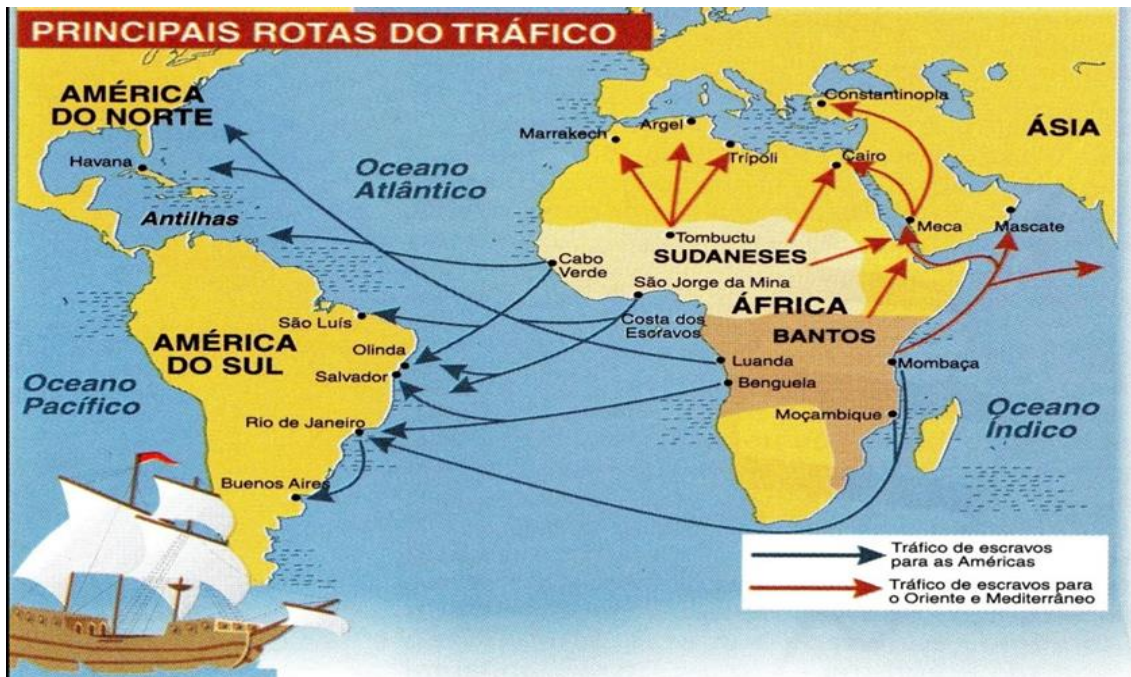 PRINCIPAIS ROTAS DO TRÁFICO
AMÉRICA
DO NORTE
Havana
Antilhas
Oceano
Atlântico
Constantinopla
ÁSIA
Marrakech
Argel
Trípoli
Cairo
Meca
Mascate
Tombuctu
SUDANESES
Cabo
Verde
São Jorge da Mina
ÁFRICA
Costa dos
Escravos
BANTOS
São Luís
AMÉRICA
DO SUL
Olinda
Salvador
Luanda
Benguela
Mombaça
Oceano
Pacífico
Rio de Janeiro
Moçambique
Oceano
Índico
Buenos Aires
Tráfico de escravos
para as Américas
Tráfico de escravos para
o Oriente e Mediterrâneo